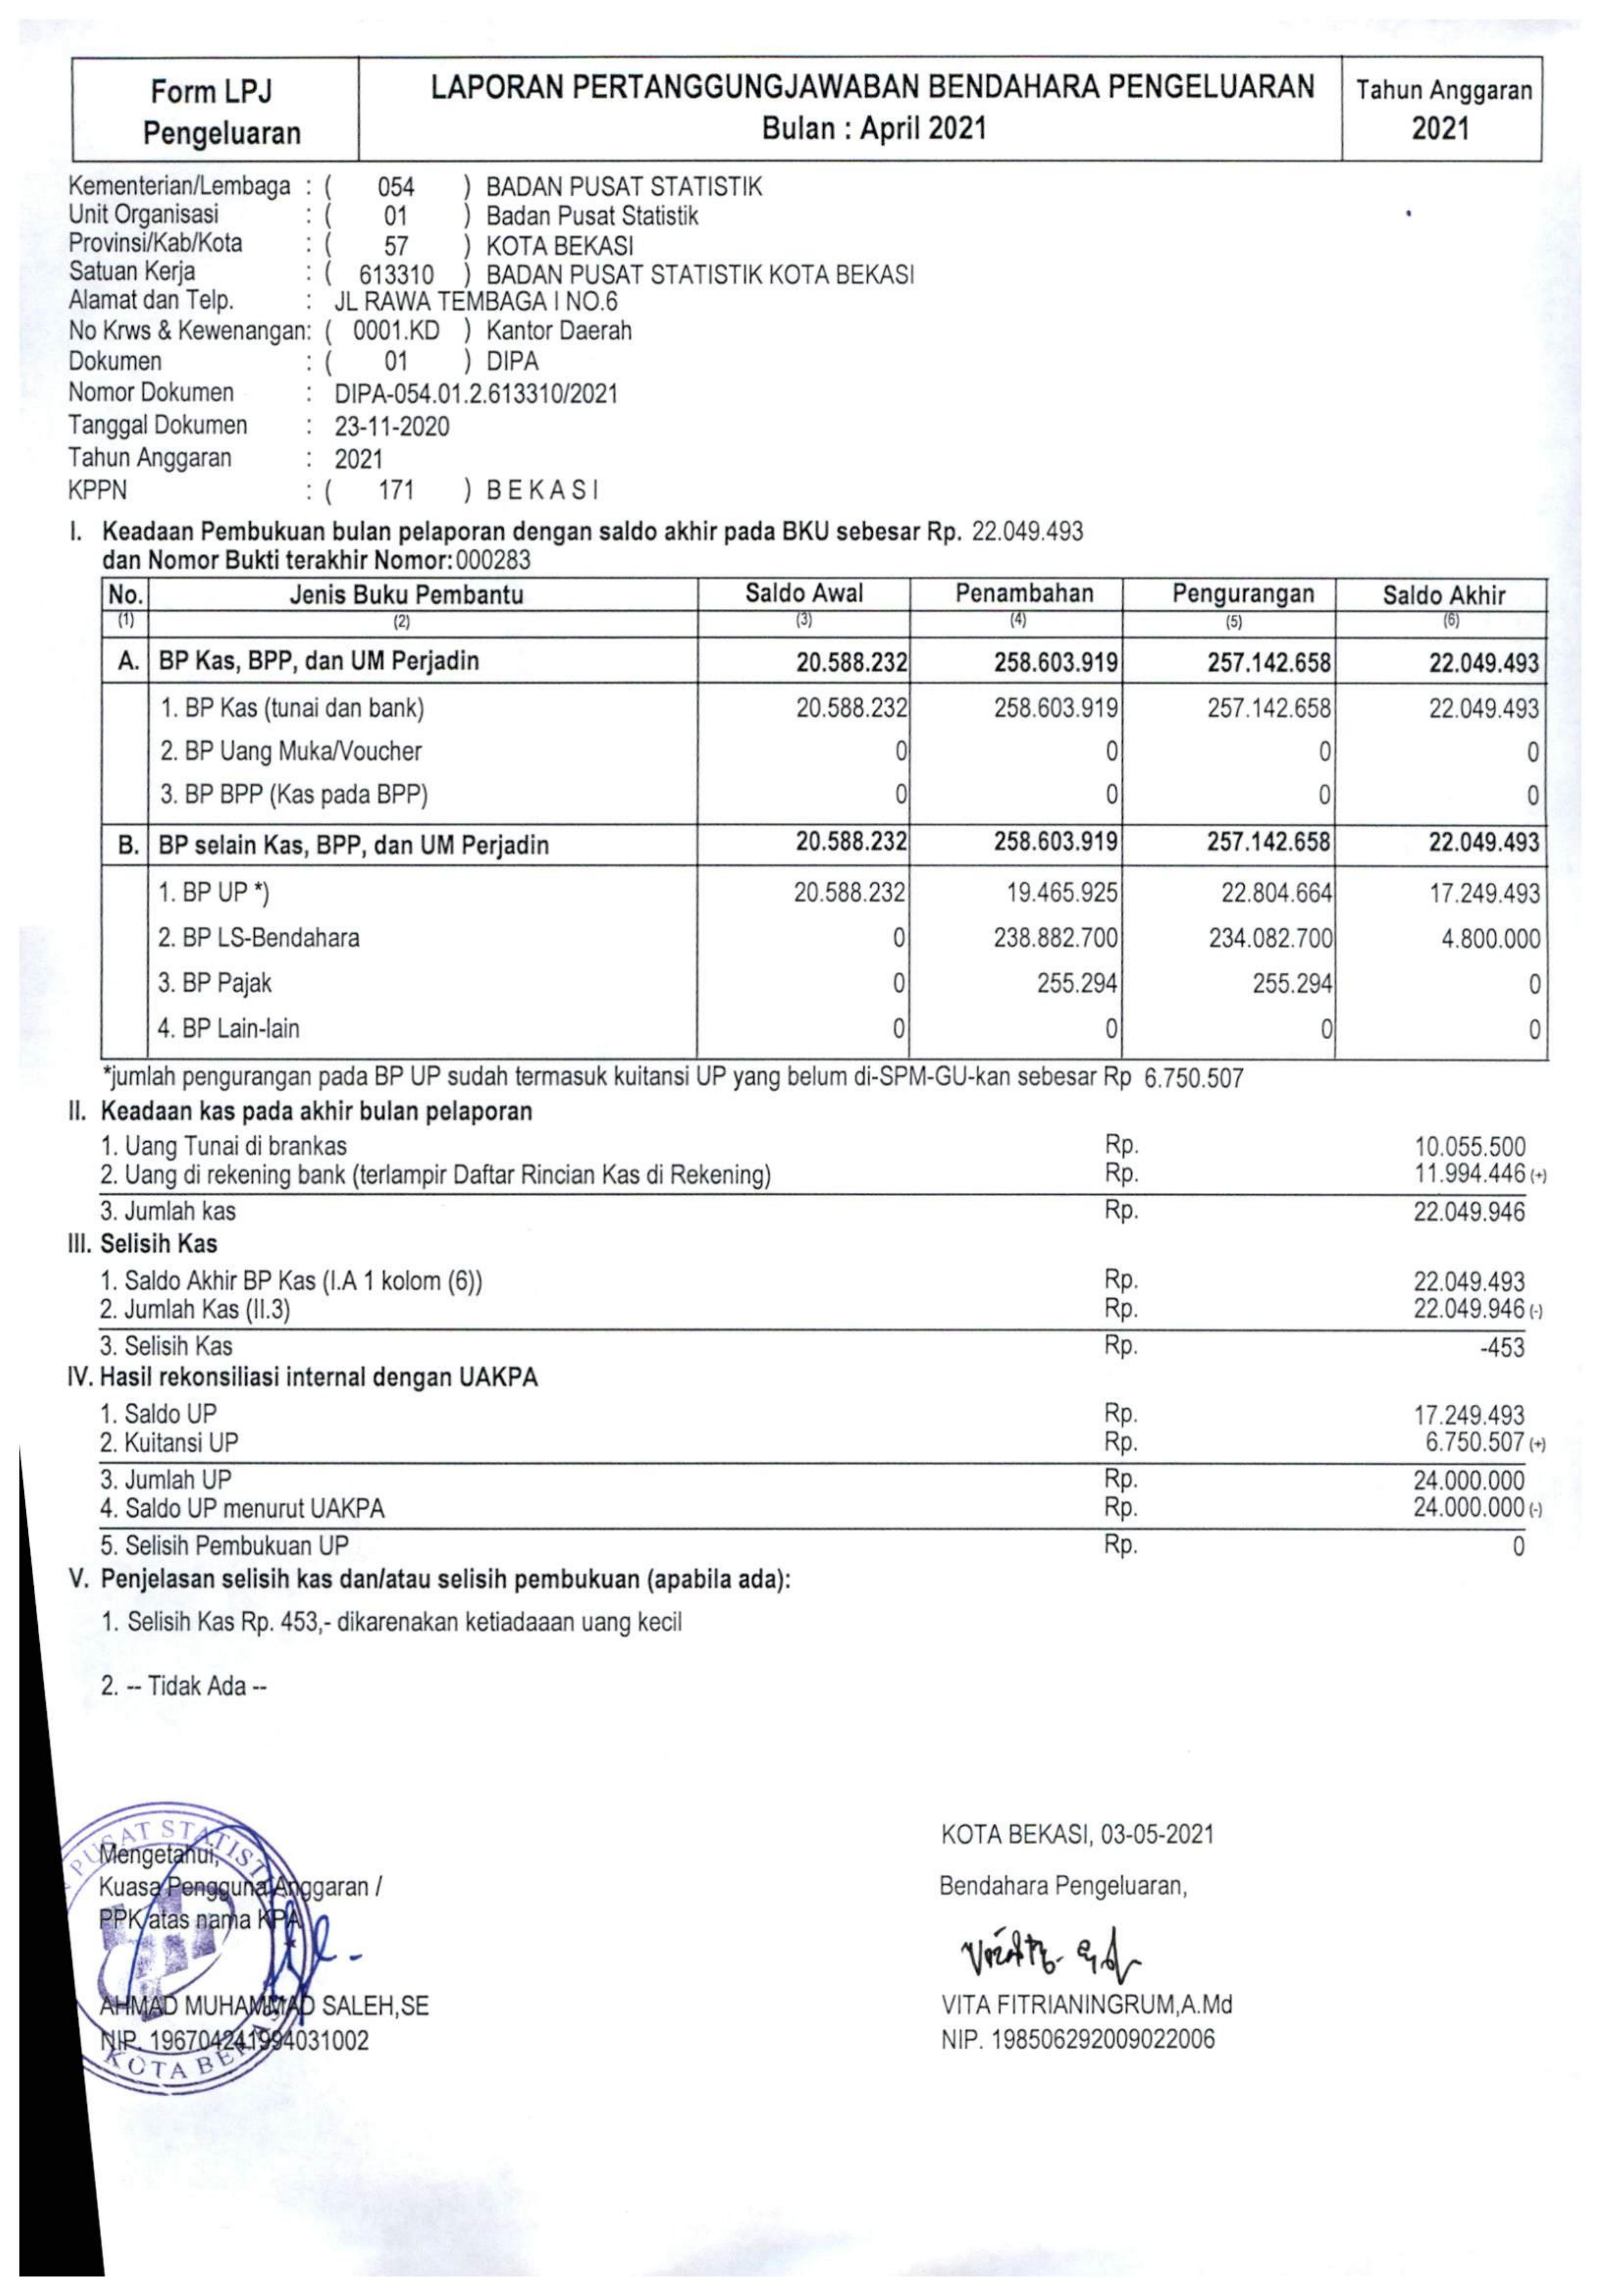 Form LPJ
Pengeluaran
LAPORAN PERTANGGUNGJAWABAN BENDAHARA PENGELUARAN
Bulan : April 2021
Tahun Anggaran
2021
Kementerian/Lembaga : ( 054 ) BADAN PUSAT STATISTIK
Unit Organisasi : ( 01 ) Badan Pusat Statistik
Provinsi/Kab/Kota : ( 57 ) KOTA BEKASI
Satuan Kerja : ( 613310 ) BADAN PUSAT STATISTIK KOTA BEKASI
Alamat dan Telp. : JL RAWA TEMBAGA I NO.6
No Krws & Kewenangan: ( 0001.KD ) Kantor Daerah
Dokumen : ( 01 ) DIPA
Nomor Dokumen : DIPA-054.01.2.613310/2021
Tanggal Dokumen : 23-11-2020
Tahun Anggaran : 2021
KPPN : ( 171 ) B E K A S I
I. Keadaan Pembukuan bulan pelaporan dengan saldo akhir pada BKU sebesar Rp. 22.049.493
dan Nomor Bukti terakhir Nomor:000283
No. Jenis Buku Pembantu Saldo Awal Penambahan Pengurangan Saldo Akhir
(1) (2) (3) (4) (5) (6)
A. BP Kas, BPP, dan UM Perjadin 20.588.232 258.603.919 257.142.658 22.049.493
1. BP Kas (tunai dan bank) 20.588.232 258.603.919 257.142.658 22.049.493
2. BP Uang Muka/Voucher 0 0 0 0
3. BP BPP (Kas pada BPP) 0 0 0 0
B. BP selain Kas, BPP, dan UM Perjadin 20.588.232 258.603.919 257.142.658 22.049.493
1. BP UP *) 20.588.232 19.465.925 22.804.664 17.249.493
2. BP LS-Bendahara 0 238.882.700 234.082.700 4.800.000
3. BP Pajak 0 255.294 255.294 0
4. BP Lain-lain 0 0 0 0
*jumlah pengurangan pada BP UP sudah termasuk kuitansi UP yang belum di-SPM-GU-kan sebesar Rp 6.750.507
II. Keadaan kas pada akhir bulan pelaporan
1. Uang Tunai di brankas Rp. 10.055.500
2. Uang di rekening bank (terlampir Daftar Rincian Kas di Rekening) Rp. 11.994.446 (+)
3. Jumlah kas Rp. 22.049.946
III. Selisih Kas
1. Saldo Akhir BP Kas (I.A 1 kolom (6)) Rp. 22.049.493
2. Jumlah Kas (II.3) Rp. 22.049.946 (-)
3. Selisih Kas Rp. -453
IV. Hasil rekonsiliasi internal dengan UAKPA
1. Saldo UP Rp. 17.249.493
2. Kuitansi UP Rp. 6.750.507 (+)
3. Jumlah UP Rp. 24.000.000
4. Saldo UP menurut UAKPA Rp. 24.000.000 (-)
5. Selisih Pembukuan UP Rp. 0
V. Penjelasan selisih kas dan/atau selisih pembukuan (apabila ada):
1. Selisih Kas Rp. 453,- dikarenakan ketiadaaan uang kecil
2. -- Tidak Ada --
KOTA BEKASI, 03-05-2021
Mengetahui,
Kuasa Pengguna Anggaran /
PPK atas nama KPA
Bendahara Pengeluaran,
PUSAT STATISTI
AHMAD MUHAMMAD SALEH,SE
NIP. 196704241994031002
KOTA BEKAS
VITA FITRIANINGRUM,A.Md
NIP. 198506292009022006